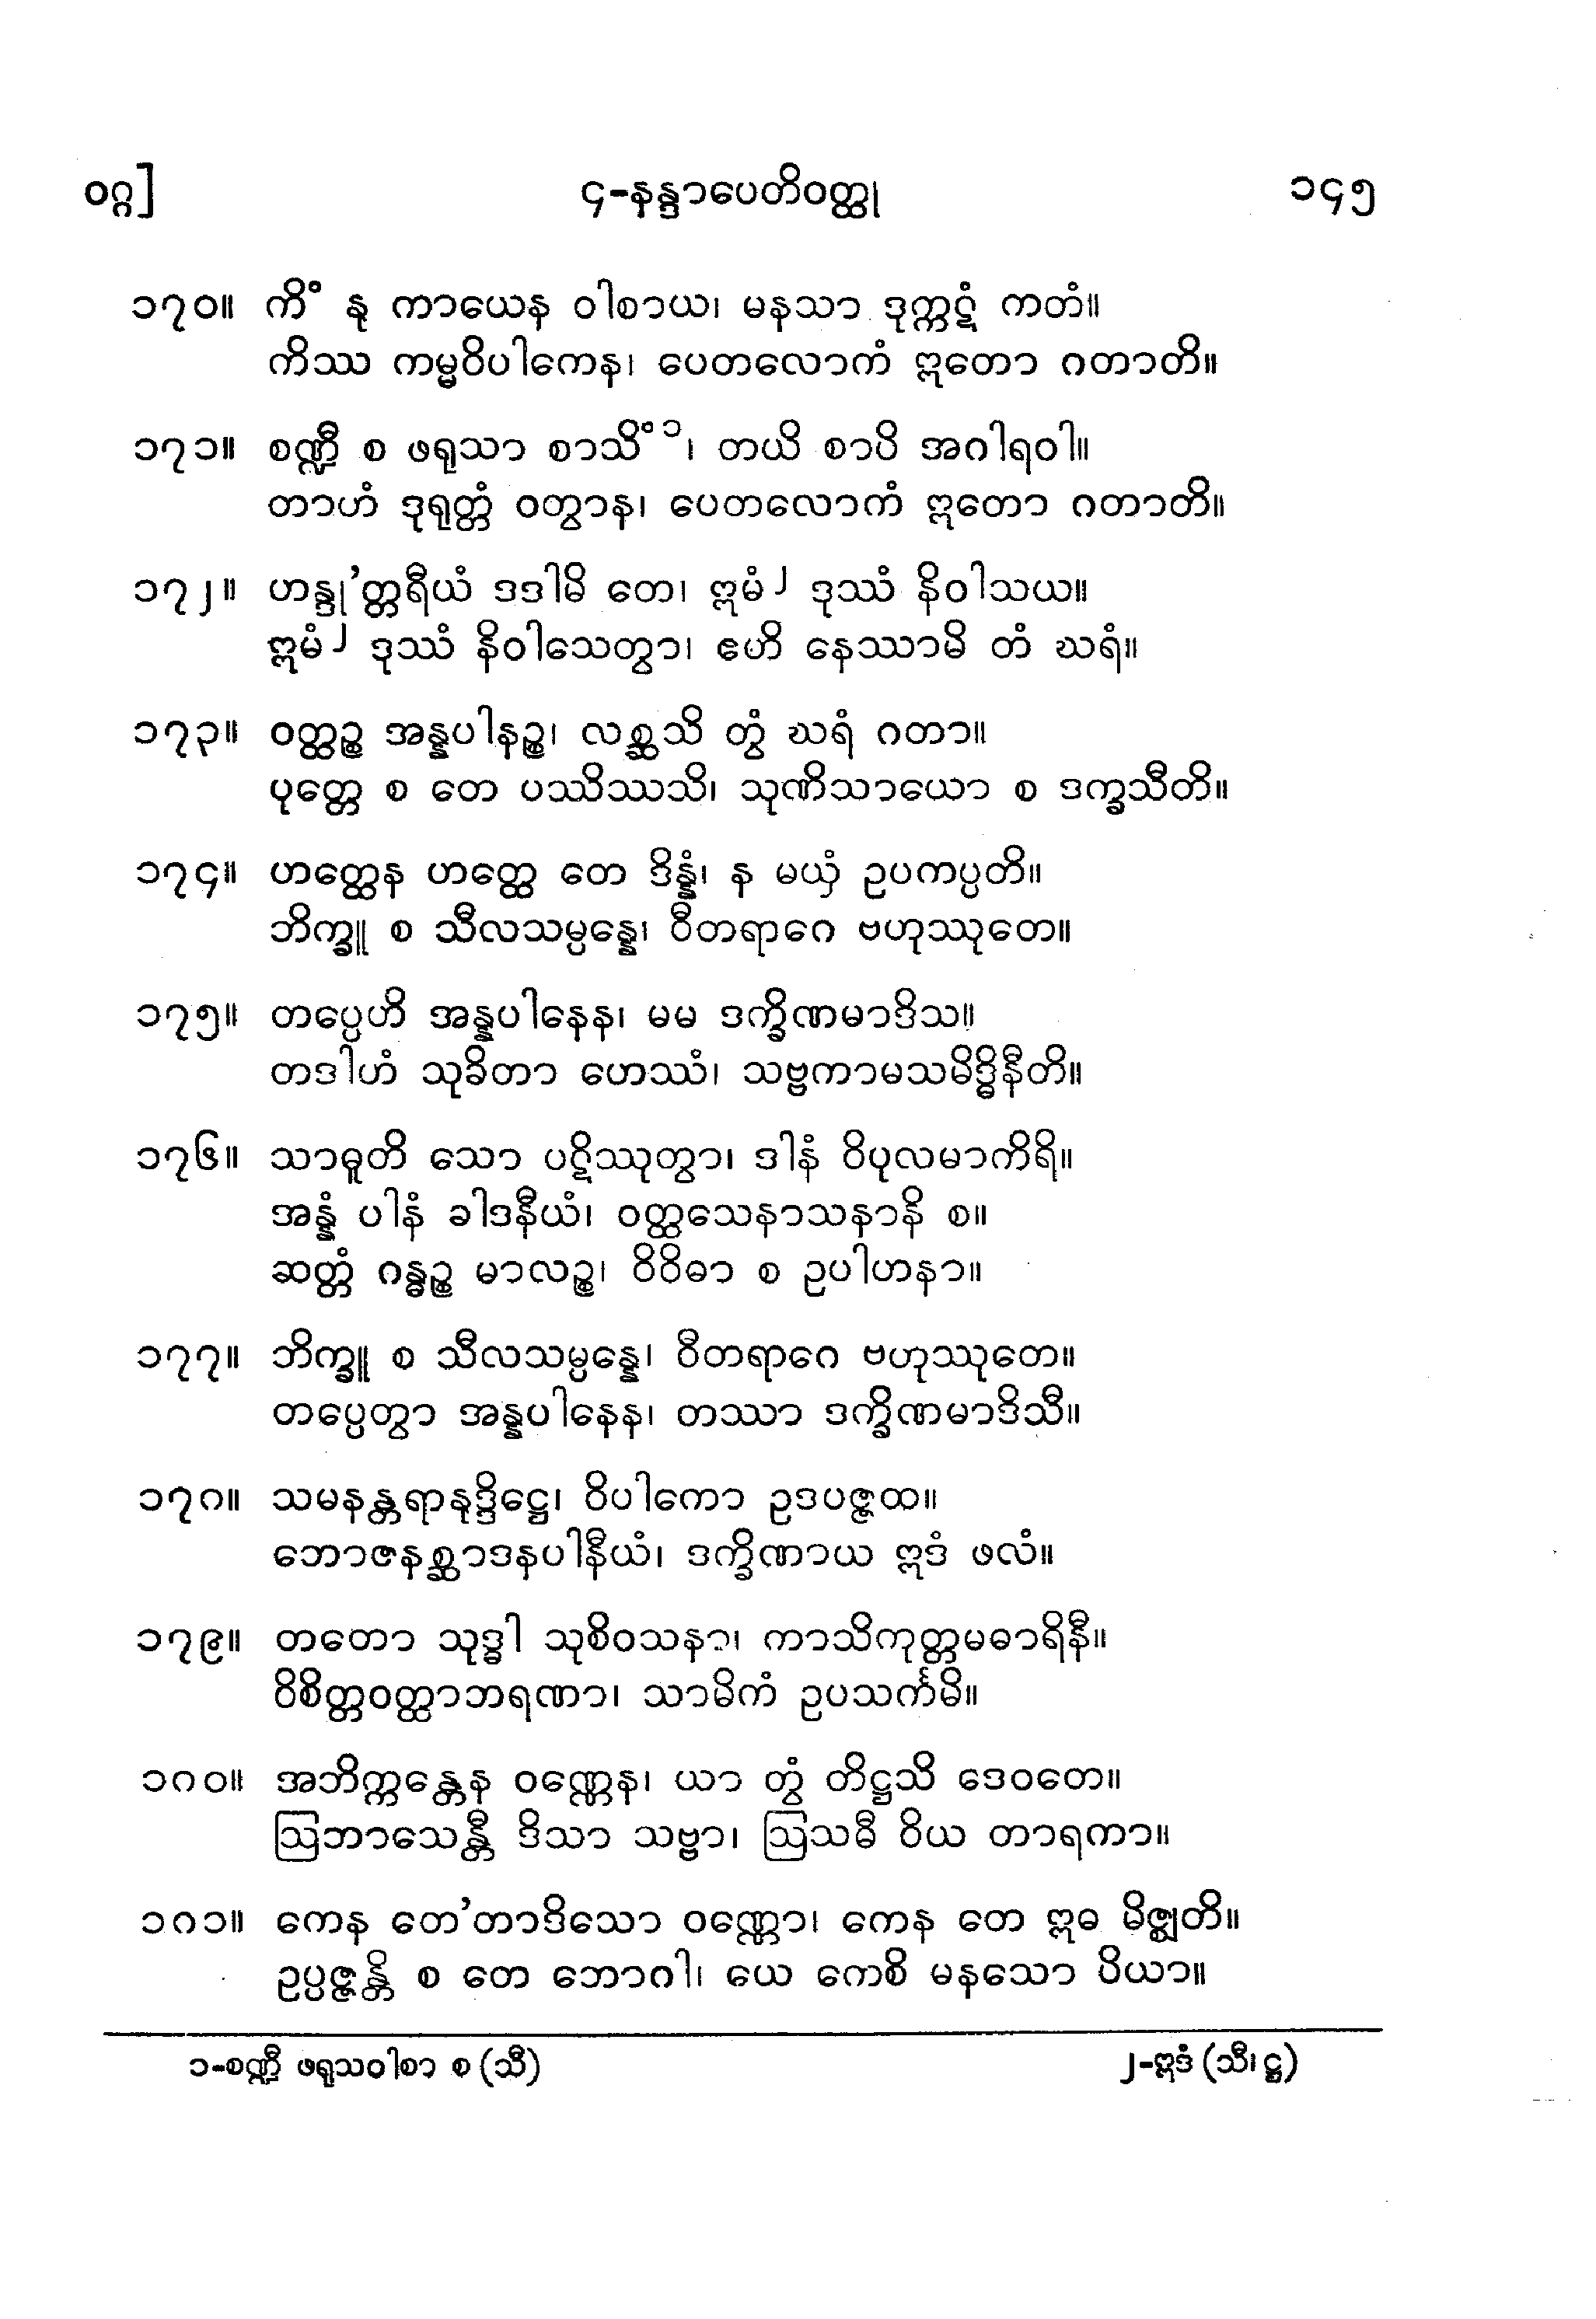 ဝဂ္ဂ] ၄-နန္ဒာပေတိဝတ္ထု ၁၄၅
၁၇၀။ ကိံ နု ကာယေန ဝါစာယ၊ မနသာ ဒုက္ကဋံ ကတံ။
ကိဿ ကမ္မဝိပါကေန၊ ပေတလောကံ ဣတော ဂတာတိ။
၁၇၁။ စဏ္ဍီ စ ဖရုသာ စာသိံ ၁၊ တယိ စာပိ အဂါရဝါ။
တာဟံ ဒုရုတ္တံ ဝတွာန၊ ပေတလောကံ ဣတော ဂတာတိ။
၁၇၂။ ဟန္ဒု’တ္တရီယံ ဒဒါမိ တေ၊ ဣမံ ၂ ဒုဿံ နိဝါသယ။
ဣမံ ၂ ဒုဿံ နိဝါသေတွာ၊ ဧဟိ နေဿာမိ တံ ဃရံ။
၁၇၃။ ဝတ္ထဉ္စ အန္နပါနဉ္စ၊ လစ္ဆသိ တွံ ဃရံ ဂတာ။
ပုတ္တေ စ တေ ပဿိဿသိ၊ သုဏိသာယော စ ဒက္ခသီတိ။
၁၇၄။ ဟတ္ထေန ဟတ္ထေ တေ ဒိန္နံ၊ န မယှံ ဥပကပ္ပတိ။
ဘိက္ခူ စ သီလသမ္ပန္နေ၊ ဝီတရာဂေ ဗဟုဿုတေ။
၁၇၅။ တပ္ပေဟိ အန္နပါနေန၊ မမ ဒက္ခိဏမာဒိသ။
တဒါဟံ သုခိတာ ဟေဿံ၊ သဗ္ဗကာမသမိဒ္ဓိနီတိ။
၁၇၆။ သာဓူတိ သော ပဋိဿုတွာ၊ ဒါနံ ဝိပုလမာကိရိ။
အန္နံ ပါနံ ခါဒနီယံ၊ ဝတ္ထသေနာသနာနိ စ။
ဆတ္တံ ဂန္ဓဉ္စ မာလဉ္စ၊ ဝိဝိဓာ စ ဥပါဟနာ။
၁၇၇။ ဘိက္ခူ စ သီလသမ္ပန္နေ၊ ဝီတရာဂေ ဗဟုဿုတေ။
တပ္ပေတွာ အန္နပါနေန၊ တဿာ ဒက္ခိဏမာဒိသီ။
၁၇၈။ သမနန္တရာနုဒ္ဒိဋ္ဌေ၊ ဝိပါကော ဥဒပဇ္ဇထ။
ဘောဇနစ္ဆာဒနပါနီယံ၊ ဒက္ခိဏာယ ဣဒံ ဖလံ။
၁၇၉။ တတော သုဒ္ဓါ သုစိဝသနာ၊ ကာသိကုတ္တမဓာရိနီ။
ဝိစိတ္တဝတ္ထာဘရဏာ၊ သာမိကံ ဥပသင်္ကမိ။
၁၈၀။ အဘိက္ကန္တေန ဝဏ္ဏေန၊ ယာ တွံ တိဋ္ဌသိ ဒေဝတေ။
ဩဘာသေန္တီ ဒိသာ သဗ္ဗာ၊ ဩသဓီ ဝိယ တာရကာ။
၁၈၁။ ကေန တေ’တာဒိသော ဝဏ္ဏော၊ ကေန တေ ဣဓ မိဇ္ဈတိ။
ဥပ္ပဇ္ဇန္တိ စ တေ ဘောဂါ၊ ယေ ကေစိ မနသော ပိယာ။
၁-စဏ္ဍီ ဖရုသဝါစာ စ (သီ) ၂-ဣဒံ (သီ၊ ဋ္ဌ)